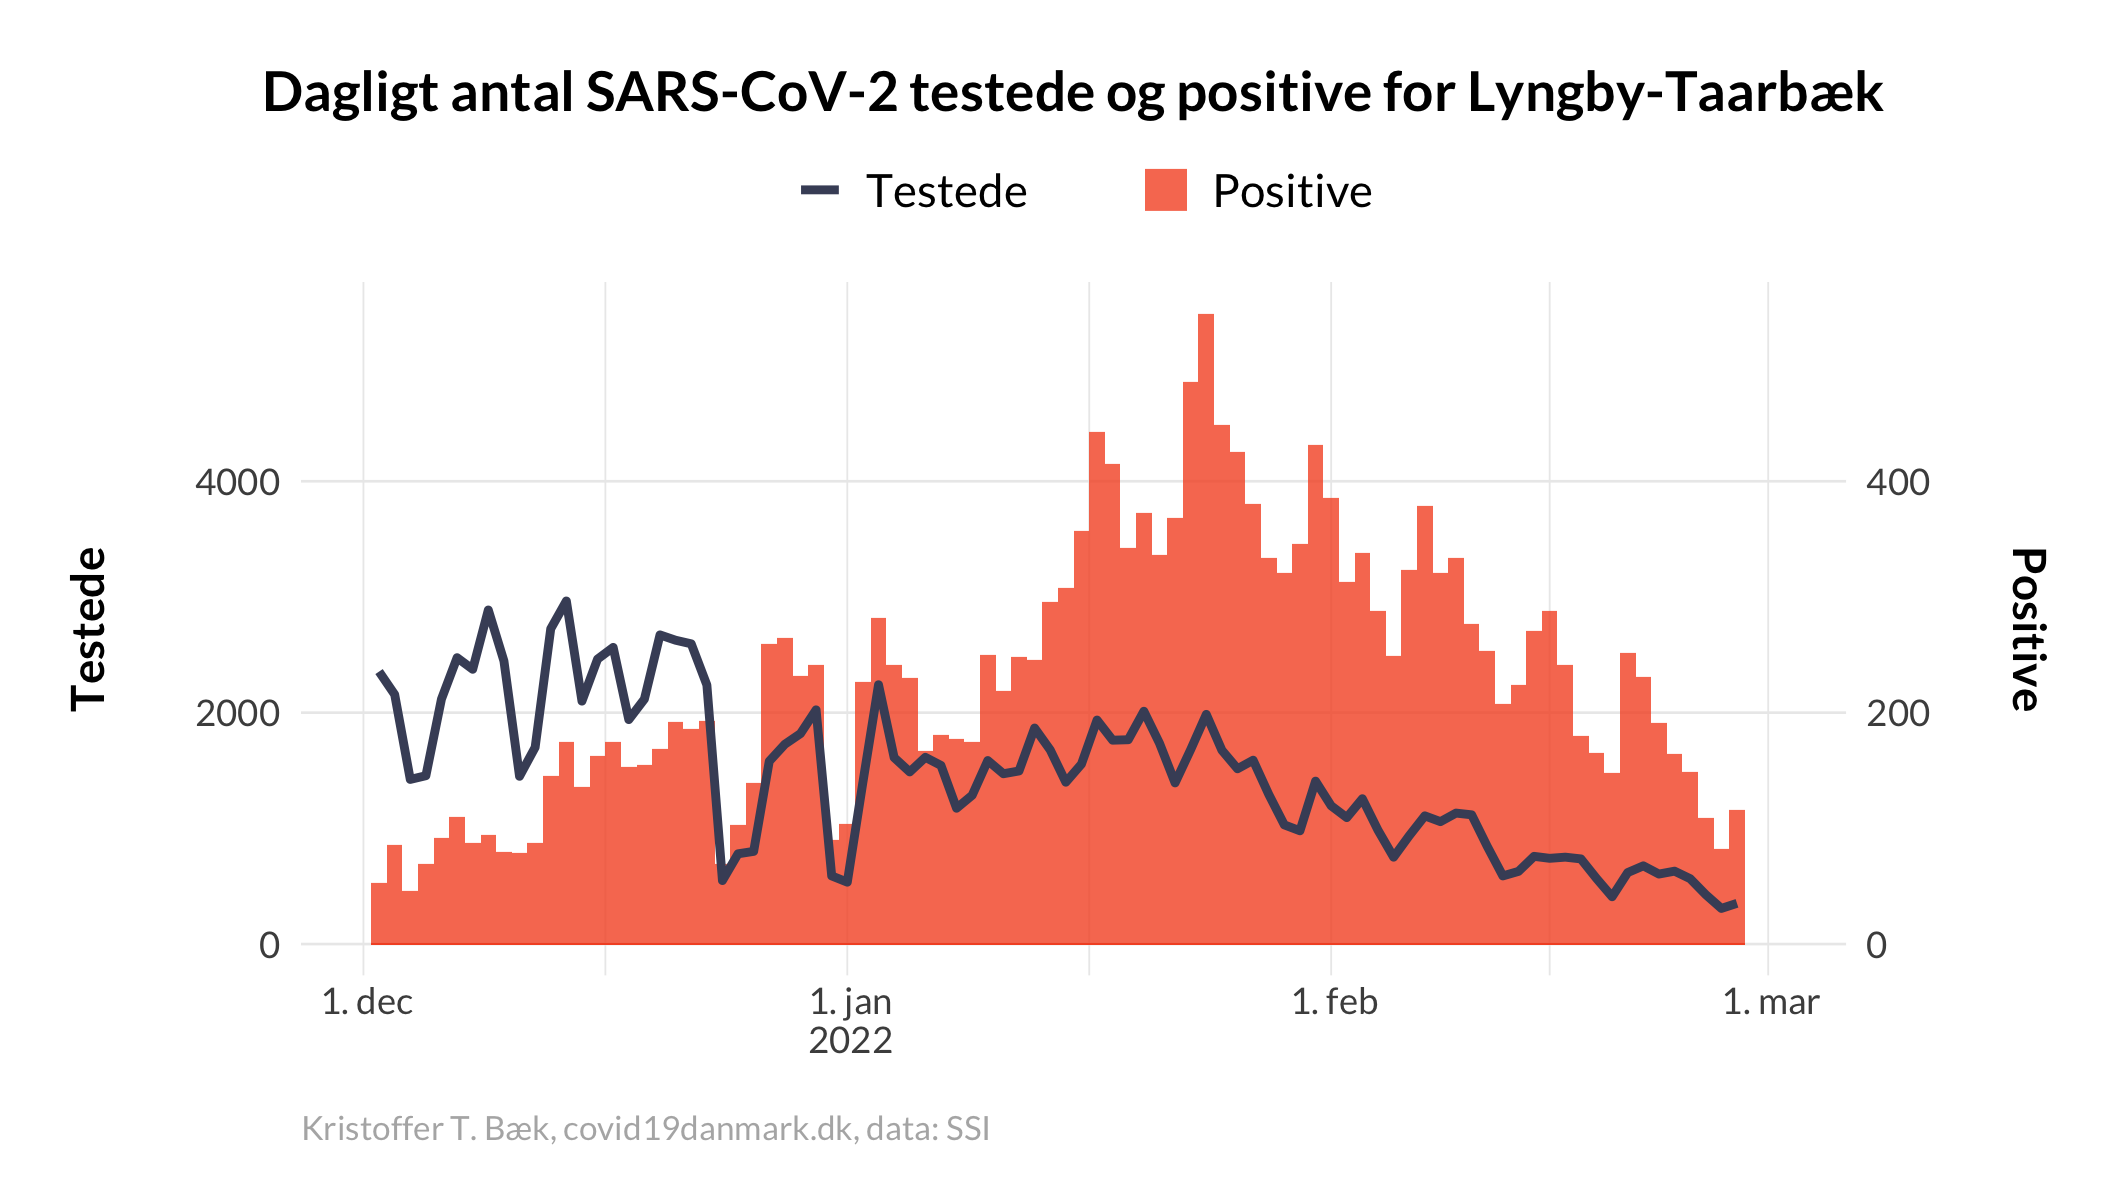 Dagligt antal SARS-CoV-2 testede og positive for Lyngby-Taarbæk
Testede
Positive
4000
2000
0
Testede
400
200
0
Positive
1. dec
1. jan
2022
1. feb
1. mar
Kristoffer T. Bæk, covid19danmark.dk, data: SSI